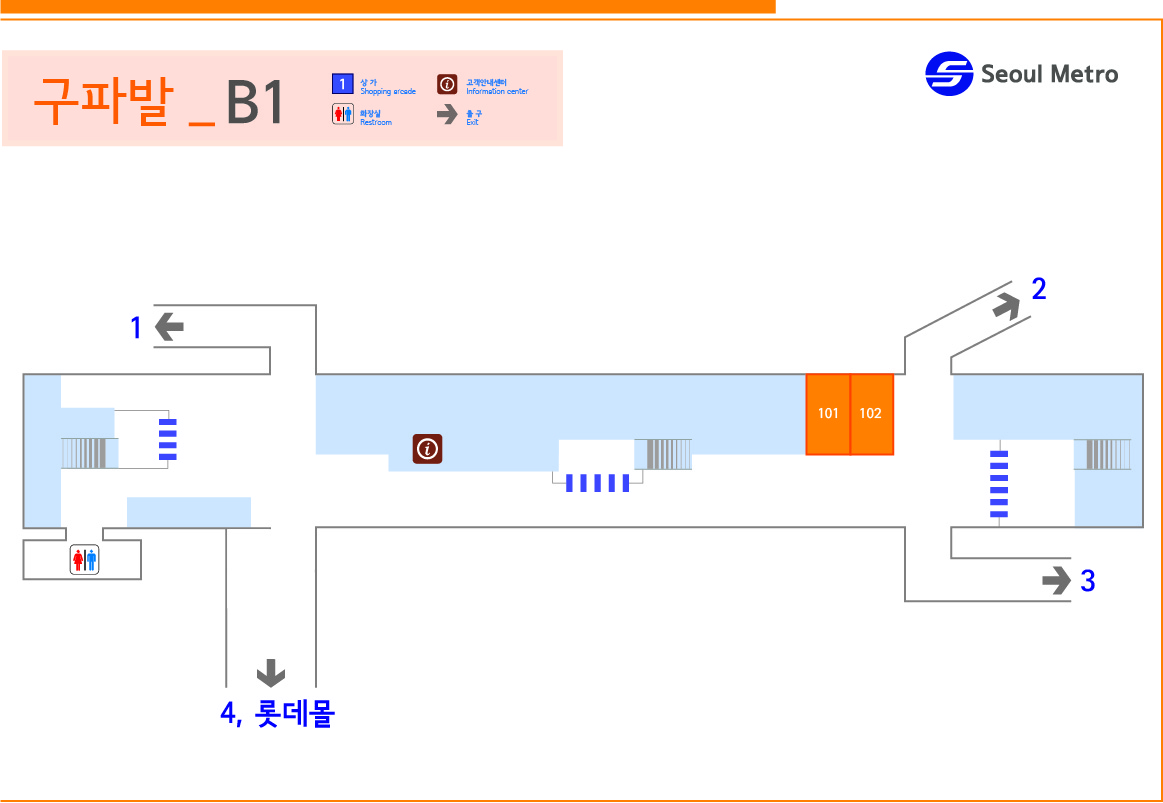 구파발 _ B1
1 상 가
Shopping arcade
고객안내센터
Information center
화장실
Restroom
출 구
Exit
Seoul Metro
2
1
101 102
3
4, 롯데몰